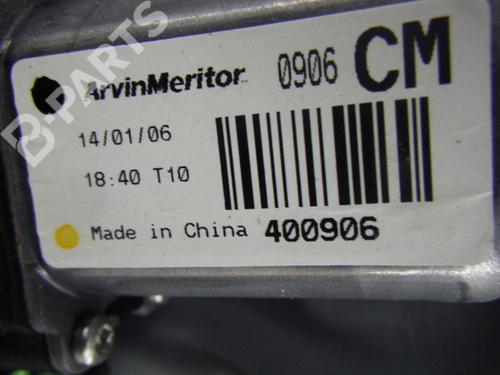 B-PARTS
ArvinMeritor 0906 CM
14/01/06
18:40 T10
Made in China 400906